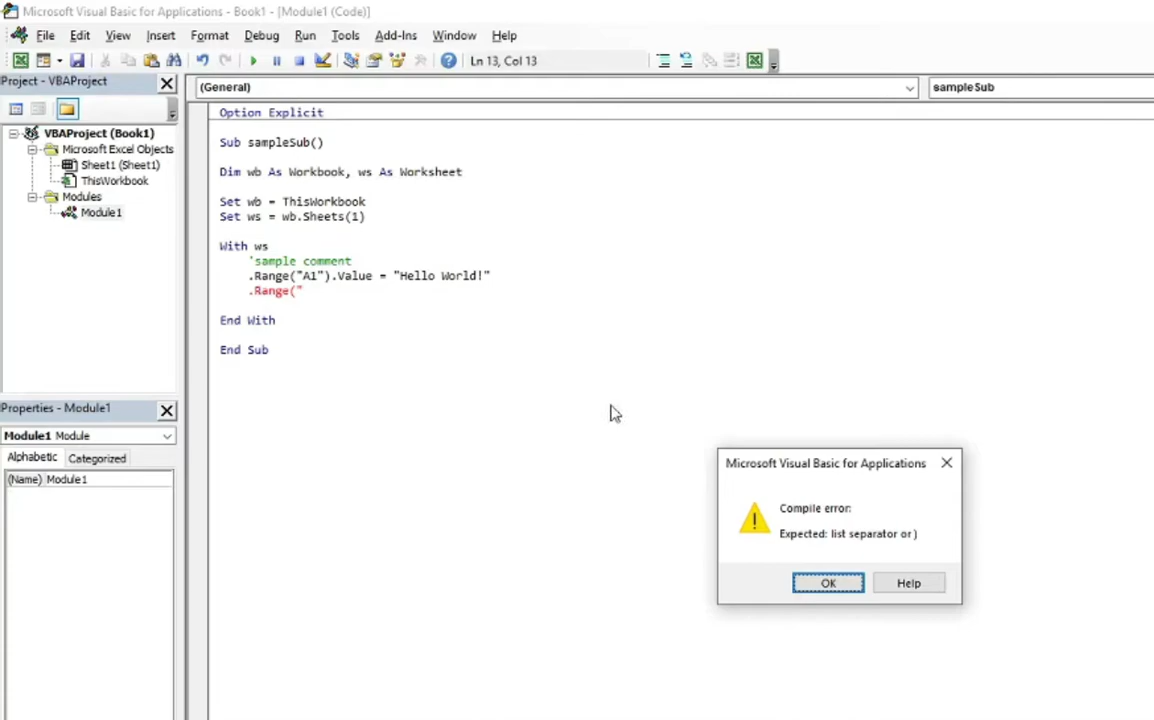 Microsoft Visual Basic for Applications - Book1 - [Module1 (Code)]
File Edit View Insert Format Debug Run Tools Add-Ins Window Help
Ln 13, Col 13
Project - VBAProject
(General)
sampleSub
VBAProject (Book1)
Microsoft Excel Objects
Sheet1 (Sheet1)
ThisWorkbook
Modules
Module1
Option Explicit
Sub sampleSub()
Dim wb As Workbook, ws As Worksheet
Set wb = ThisWorkbook
Set ws = wb.Sheets(1)
With ws
'sample comment
.Range("A1").Value = "Hello World!"
.Range("
End With
End Sub
Properties - Module1
Module1 Module
Alphabetic Categorized
(Name) Module1
Microsoft Visual Basic for Applications
Compile error:
Expected: list separator or )
OK Help